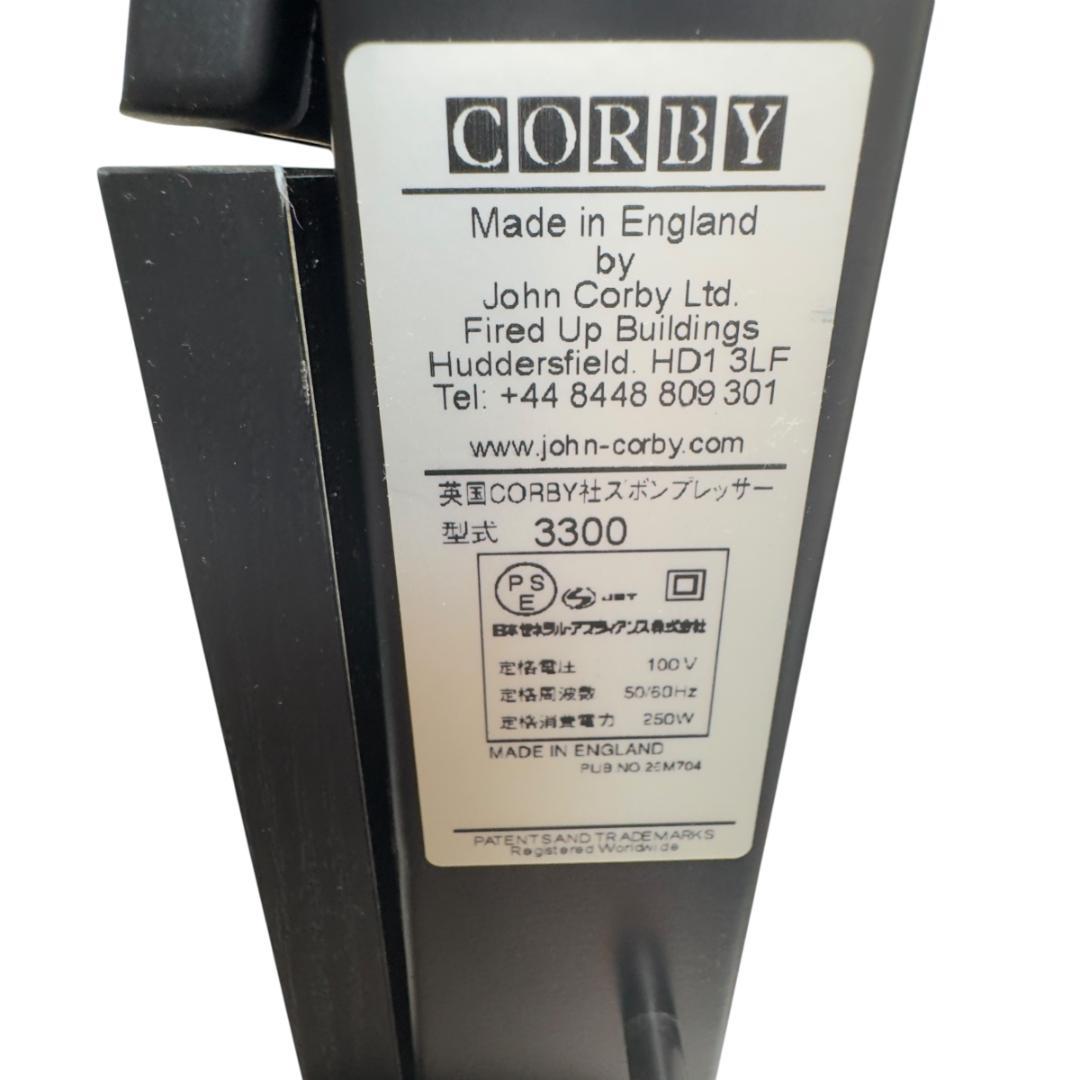 CORBY
Made in England
by
John Corby Ltd.
Fired Up Buildings
Huddersfield. HD1 3LF
Tel: +44 8448 809 301
www.john-corby.com
英国CORBY社ズボンプレッサー
型式 3300
PS
E
JET
日本ゼネラル・アプライアンス株式会社
定格電圧 100V
定格周波数 50/60Hz
定格消費電力 250W
MADE IN ENGLAND
PUB.NO.
PATENTS AND TRADEMARKS
Registered Worldwide